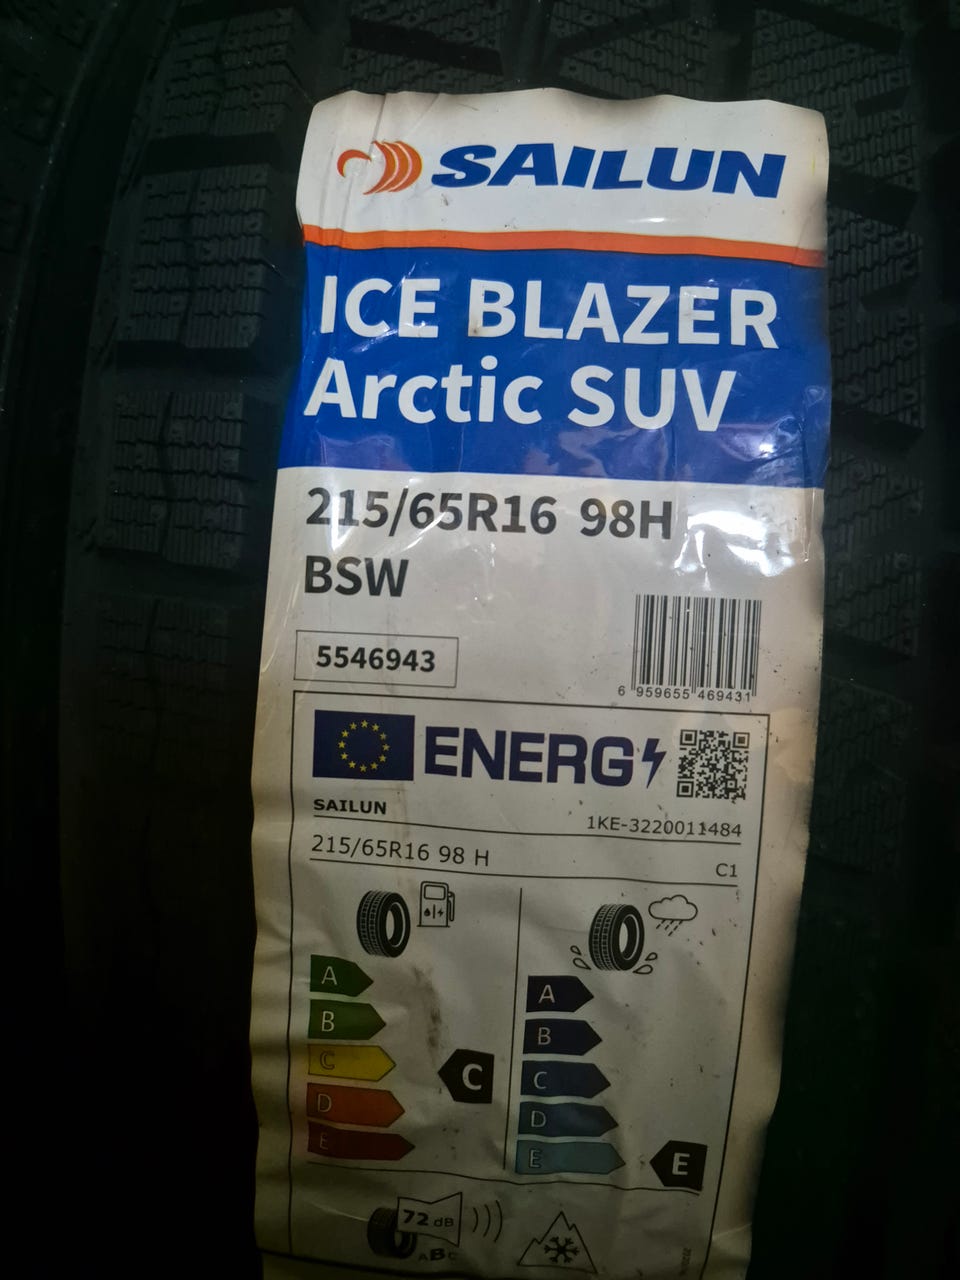 SAILUN
ICE BLAZER
Arctic SUV
215/65R16 98H
BSW
5546943
6 959655 469431
ENERG
SAILUN
1KE-3220011484
215/65R16 98 H
C1
A
B
C
D
E
C
A
B
C
D
E
E
72 dB
ABC